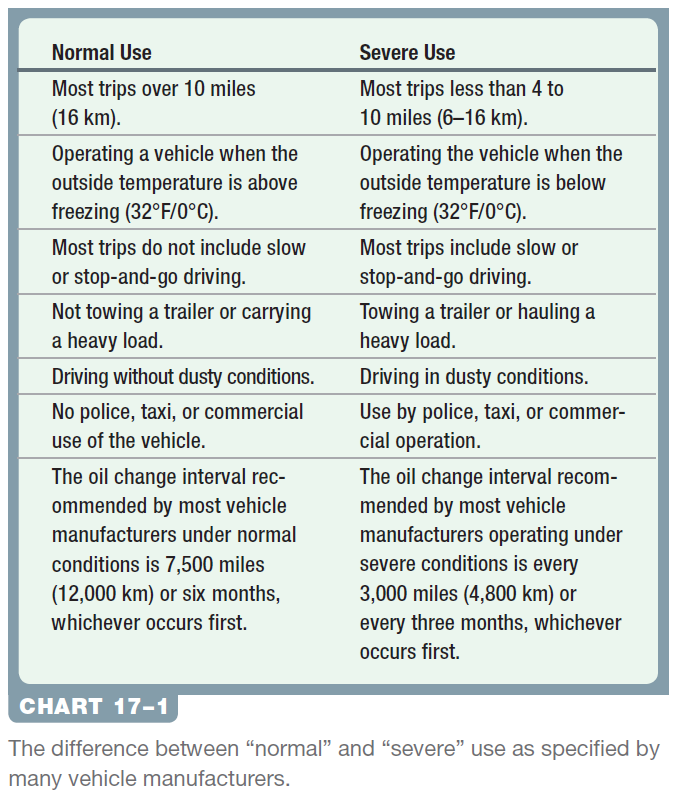 Normal Use
Severe Use
Most trips over 10 miles
(16 km).
Most trips less than 4 to
10 miles (6–16 km).
Operating a vehicle when the
outside temperature is above
freezing (32°F/0°C).
Operating the vehicle when the
outside temperature is below
freezing (32°F/0°C).
Most trips do not include slow
or stop-and-go driving.
Most trips include slow or
stop-and-go driving.
Not towing a trailer or carrying
a heavy load.
Towing a trailer or hauling a
heavy load.
Driving without dusty conditions.
Driving in dusty conditions.
No police, taxi, or commercial
use of the vehicle.
Use by police, taxi, or commer-
cial operation.
The oil change interval rec-
ommended by most vehicle
manufacturers under normal
conditions is 7,500 miles
(12,000 km) or six months,
whichever occurs first.
The oil change interval recom-
mended by most vehicle
manufacturers operating under
severe conditions is every
3,000 miles (4,800 km) or
every three months, whichever
occurs first.
CHART 17–1
The difference between “normal” and “severe” use as specified by
many vehicle manufacturers.